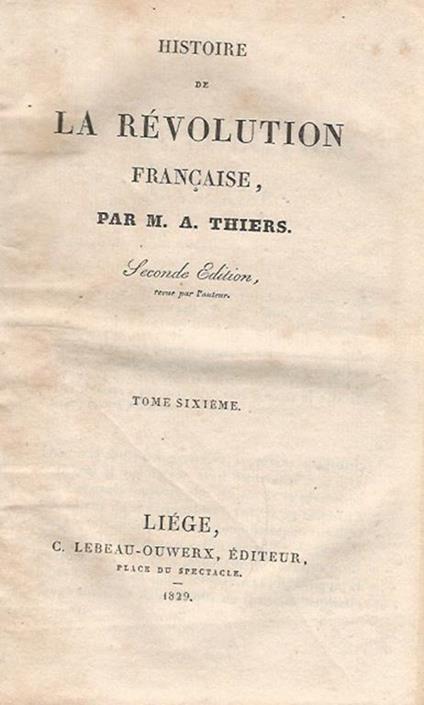 HISTOIRE
DE
LA RÉVOLUTION
FRANÇAISE,
PAR M. A. THIERS.
Seconde Edition,
revue par l'auteur.
TOME SIXIÈME.
LIÉGE,
C. LEBEAU-OUWERX, ÉDITEUR,
PLACE DU SPECTACLE.
—
1829.